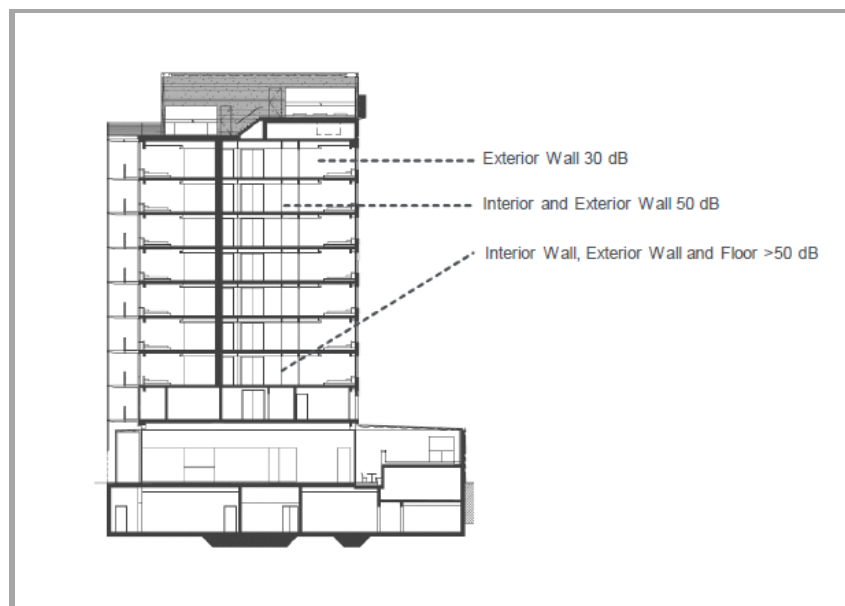 Exterior Wall 30 dB
Interior and Exterior Wall 50 dB
Interior Wall, Exterior Wall and Floor >50 dB